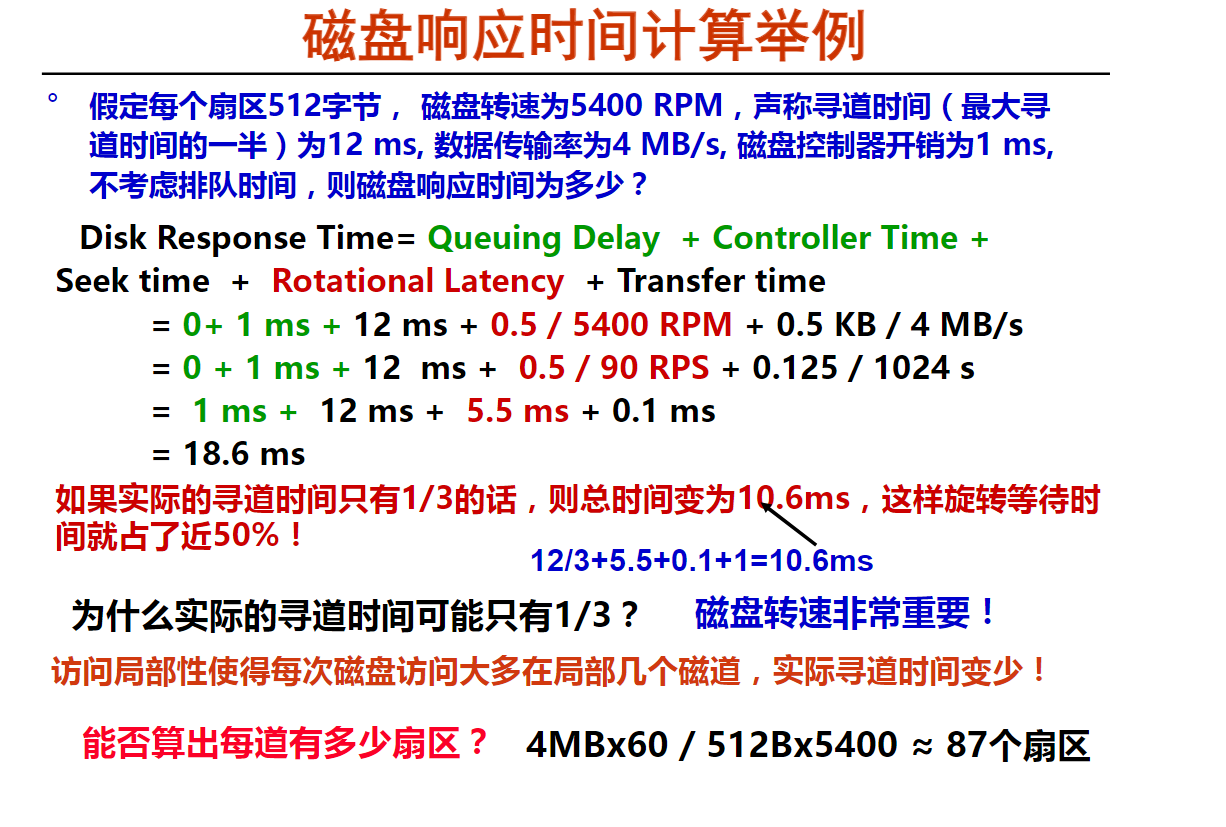 磁盘响应时间计算举例
° 假定每个扇区512字节， 磁盘转速为5400 RPM，声称寻道时间（最大寻
道时间的一半）为12 ms, 数据传输率为4 MB/s, 磁盘控制器开销为1 ms,
不考虑排队时间，则磁盘响应时间为多少？
Disk Response Time= Queuing Delay + Controller Time +
Seek time + Rotational Latency + Transfer time
= 0+ 1 ms + 12 ms + 0.5 / 5400 RPM + 0.5 KB / 4 MB/s
= 0 + 1 ms + 12 ms + 0.5 / 90 RPS + 0.125 / 1024 s
= 1 ms + 12 ms + 5.5 ms + 0.1 ms
= 18.6 ms
如果实际的寻道时间只有1/3的话，则总时间变为10.6ms，这样旋转等待时
间就占了近50%！
12/3+5.5+0.1+1=10.6ms
为什么实际的寻道时间可能只有1/3？ 磁盘转速非常重要！
访问局部性使得每次磁盘访问大多在局部几个磁道，实际寻道时间变少！
能否算出每道有多少扇区？ 4MBx60 / 512Bx5400 ≈ 87个扇区